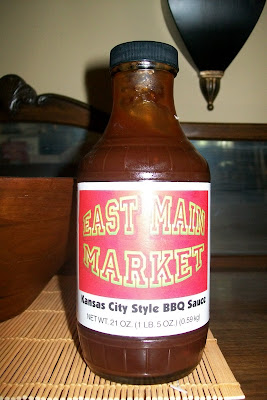 EAST MAIN
MARKET
Kansas City Style BBQ Sauce
NET WT. 21 OZ. (1 LB. 5 OZ.) (0.59 kg)